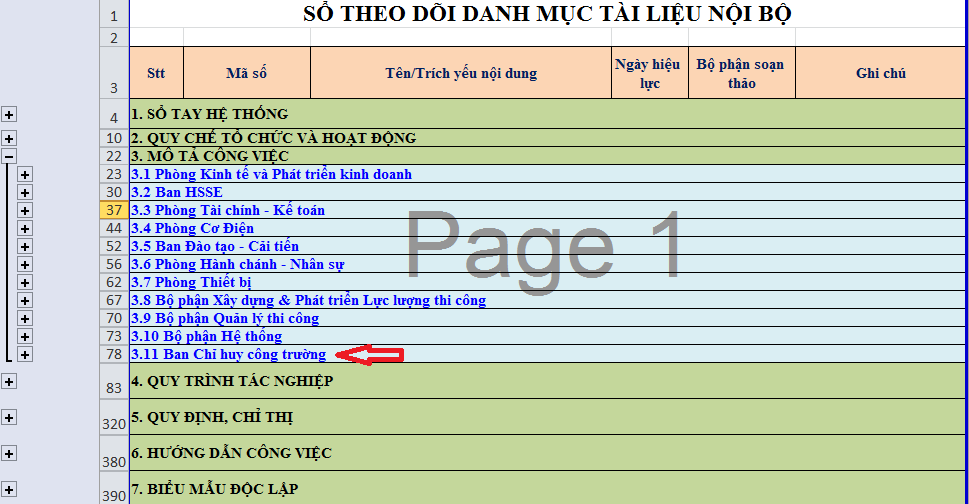 1 SỔ THEO DÕI DANH MỤC TÀI LIỆU NỘI BỘ
2
3 Stt Mã số Tên/Trích yếu nội dung Ngày hiệu lực Bộ phận soạn thảo Ghi chú
4 1. SỔ TAY HỆ THỐNG
10 2. QUY CHẾ TỔ CHỨC VÀ HOẠT ĐỘNG
22 3. MÔ TẢ CÔNG VIỆC
23 3.1 Phòng Kinh tế và Phát triển kinh doanh
30 3.2 Ban HSSE
37 3.3 Phòng Tài chính - Kế toán
44 3.4 Phòng Cơ Điện
52 3.5 Ban Đào tạo - Cải tiến
56 3.6 Phòng Hành chánh - Nhân sự
62 3.7 Phòng Thiết bị
67 3.8 Bộ phận Xây dựng & Phát triển Lực lượng thi công
70 3.9 Bộ phận Quản lý thi công
73 3.10 Bộ phận Hệ thống
78 3.11 Ban Chỉ huy công trường
83 4. QUY TRÌNH TÁC NGHIỆP
320 5. QUY ĐỊNH, CHỈ THỊ
380 6. HƯỚNG DẪN CÔNG VIỆC
390 7. BIỂU MẪU ĐỘC LẬP
Page 1